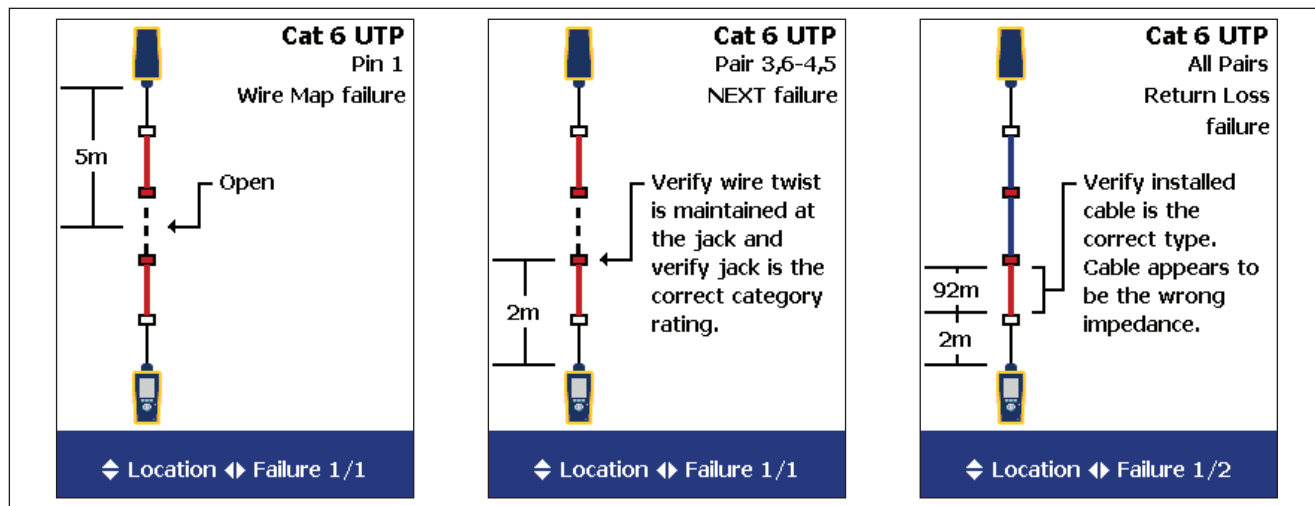 Cat 6 UTP
Pin 1
Wire Map failure
5m
Open
Location Failure 1/1
Cat 6 UTP
Pair 3,6-4,5
NEXT failure
Verify wire twist
is maintained at
the jack and
verify jack is the
correct category
rating.
2m
Location Failure 1/1
Cat 6 UTP
All Pairs
Return Loss
failure
Verify installed
cable is the
correct type.
Cable appears to
be the wrong
impedance.
92m
2m
Location Failure 1/2